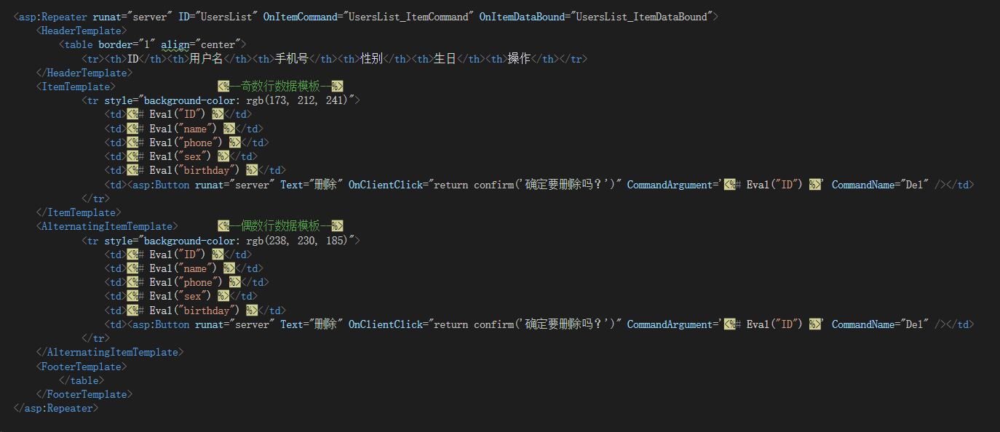 <asp:Repeater runat="server" ID="UsersList" OnItemCommand="UsersList_ItemCommand" OnItemDataBound="UsersList_ItemDataBound">
<HeaderTemplate>
<table border="1" align="center">
<tr><th>ID</th><th>用户名</th><th>手机号</th><th>性别</th><th>生日</th><th>操作</th></tr>
</HeaderTemplate>
<ItemTemplate> <%--奇数行数据模板--%>
<tr style="background-color: rgb(173, 212, 241)">
<td><%# Eval("ID") %></td>
<td><%# Eval("name") %></td>
<td><%# Eval("phone") %></td>
<td><%# Eval("sex") %></td>
<td><%# Eval("birthday") %></td>
<td><asp:Button runat="server" Text="删除" OnClientClick="return confirm('确定要删除吗？')" CommandArgument='<%# Eval("ID") %>' CommandName="Del" /></td>
</tr>
</ItemTemplate>
<AlternatingItemTemplate> <%--偶数行数据模板--%>
<tr style="background-color: rgb(238, 230, 185)">
<td><%# Eval("ID") %></td>
<td><%# Eval("name") %></td>
<td><%# Eval("phone") %></td>
<td><%# Eval("sex") %></td>
<td><%# Eval("birthday") %></td>
<td><asp:Button runat="server" Text="删除" OnClientClick="return confirm('确定要删除吗？')" CommandArgument='<%# Eval("ID") %>' CommandName="Del" /></td>
</tr>
</AlternatingItemTemplate>
<FooterTemplate>
</table>
</FooterTemplate>
</asp:Repeater>